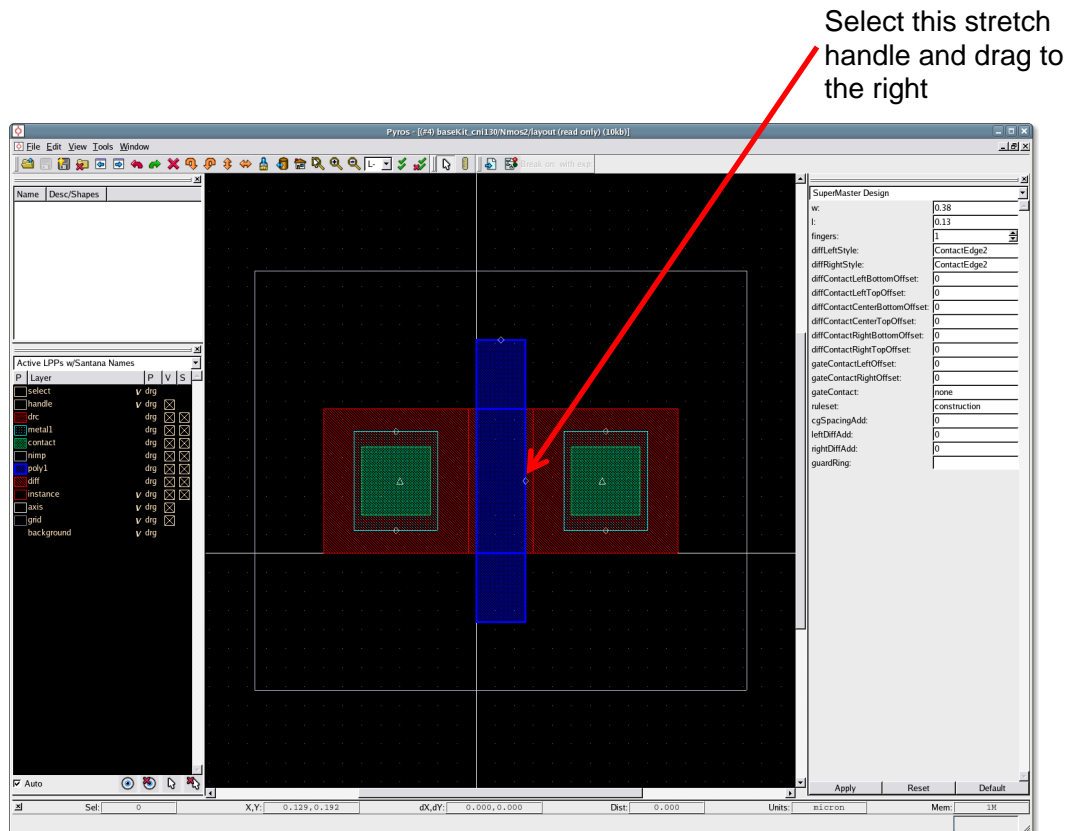 Select this stretch
handle and drag to
the right
Pyros - [(#4) baseKit_cni130/Nmos2/layout (read only) (10kb)]
File Edit View Tools Window
L- Break on: with expr:
Name Desc/Shapes
Active LPPs w/Santana Names
P Layer P V S
select v drg
handle v drg
drc drg
metal1 drg
contact drg
nimp drg
poly1 drg
diff drg
instance v drg
axis v drg
grid v drg
background v drg
Auto
SuperMaster Design
w: 0.38
l: 0.13
fingers: 1
diffLeftStyle: ContactEdge2
diffRightStyle: ContactEdge2
diffContactLeftBottomOffset: 0
diffContactLeftTopOffset: 0
diffContactCenterBottomOffset: 0
diffContactCenterTopOffset: 0
diffContactRightBottomOffset: 0
diffContactRightTopOffset: 0
gateContactLeftOffset: 0
gateContactRightOffset: 0
gateContact: none
ruleset: construction
cgSpacingAdd: 0
leftDiffAdd: 0
rightDiffAdd: 0
guardRing:
Apply Reset Default
Sel: 0 X,Y: 0.129,0.192 dX,dY: 0.000,0.000 Dist: 0.000 Units: micron Mem: 1M